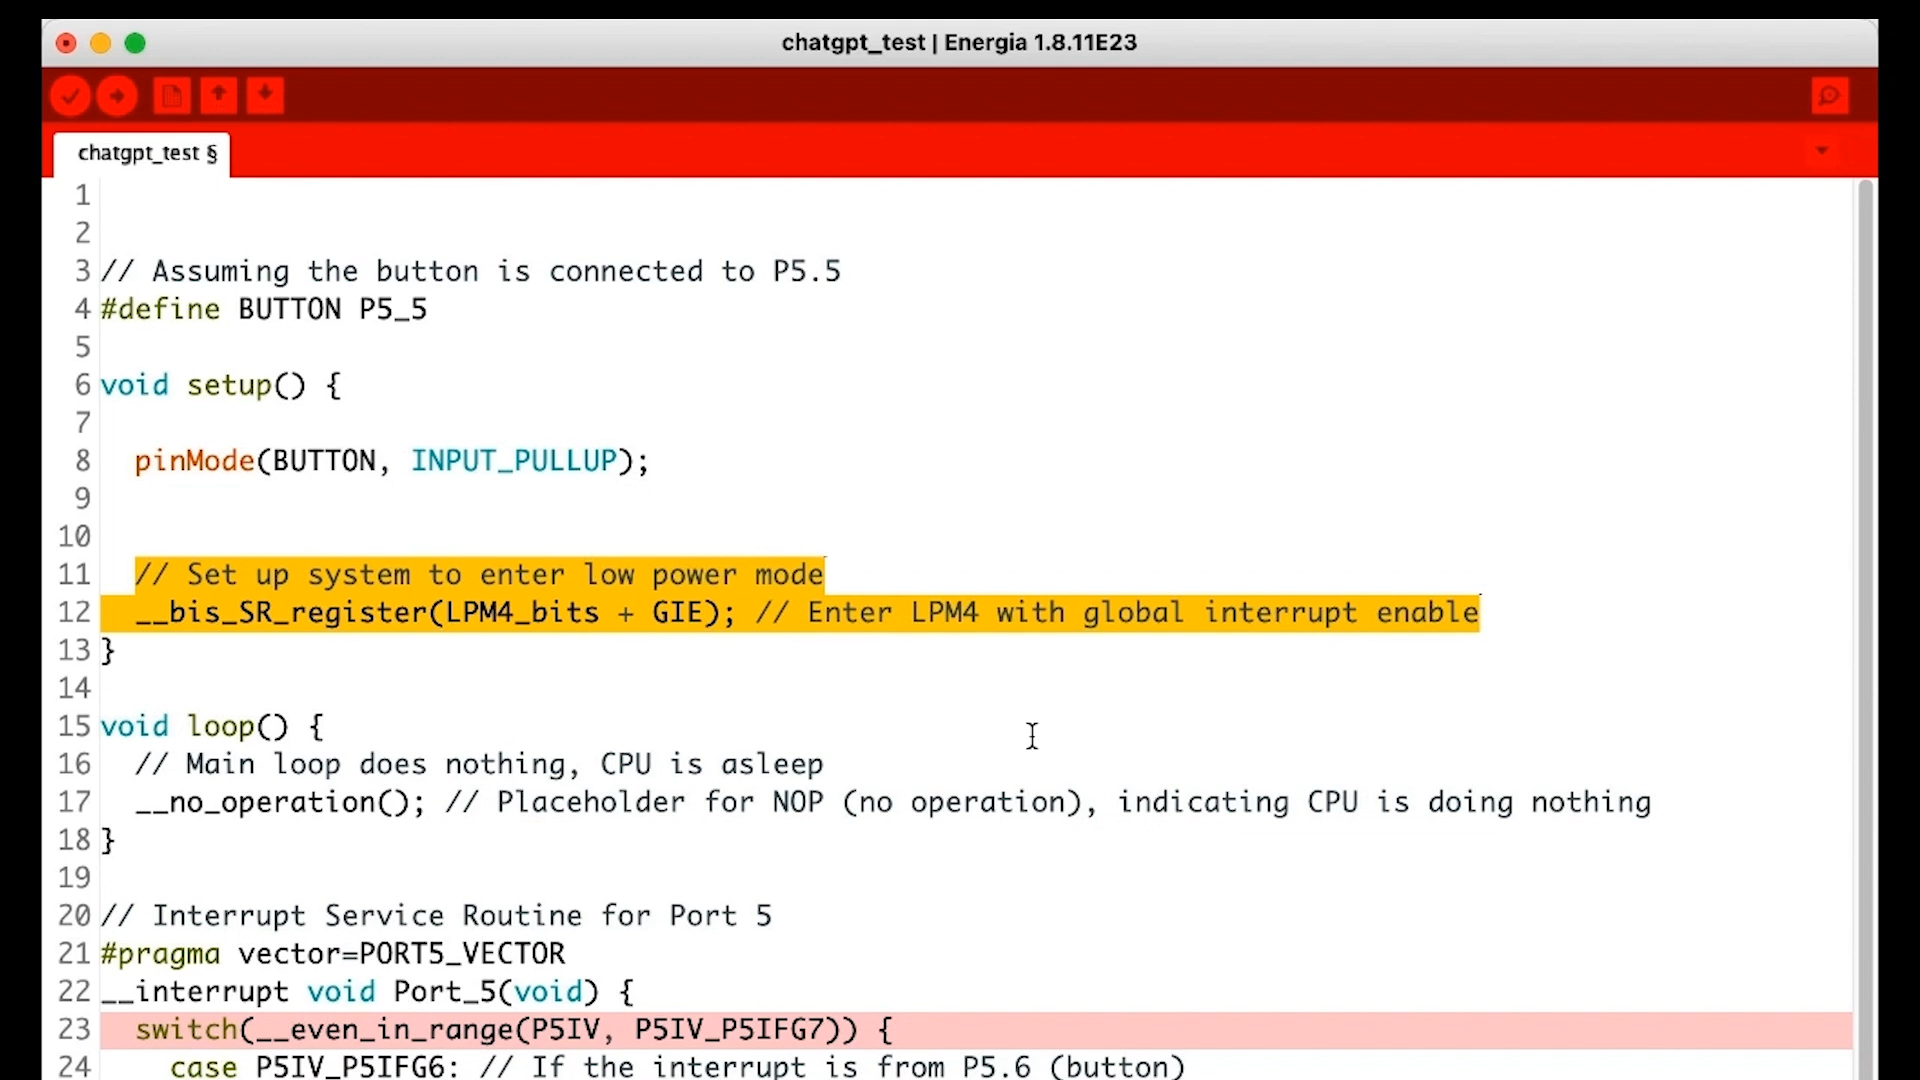 chatgpt_test | Energia 1.8.11E23
chatgpt_test §
1
2
3 // Assuming the button is connected to P5.5
4 #define BUTTON P5_5
5
6 void setup() {
7
8 pinMode(BUTTON, INPUT_PULLUP);
9
10
11 // Set up system to enter low power mode
12 __bis_SR_register(LPM4_bits + GIE); // Enter LPM4 with global interrupt enable
13 }
14
15 void loop() {
16 // Main loop does nothing, CPU is asleep
17 __no_operation(); // Placeholder for NOP (no operation), indicating CPU is doing nothing
18 }
19
20 // Interrupt Service Routine for Port 5
21 #pragma vector=PORT5_VECTOR
22 __interrupt void Port_5(void) {
23 switch(__even_in_range(P5IV, P5IV_P5IFG7)) {
24 case P5IV_P5IFG6: // If the interrupt is from P5.6 (button)